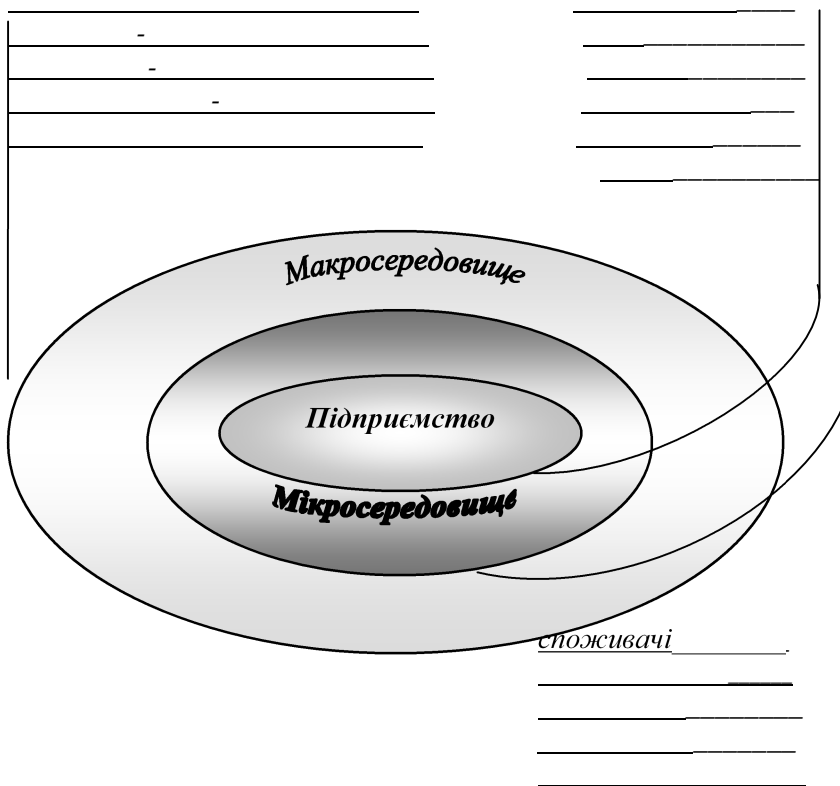 -
-
-
Макросередовище
Підприємство
Мікросередовище
споживачі